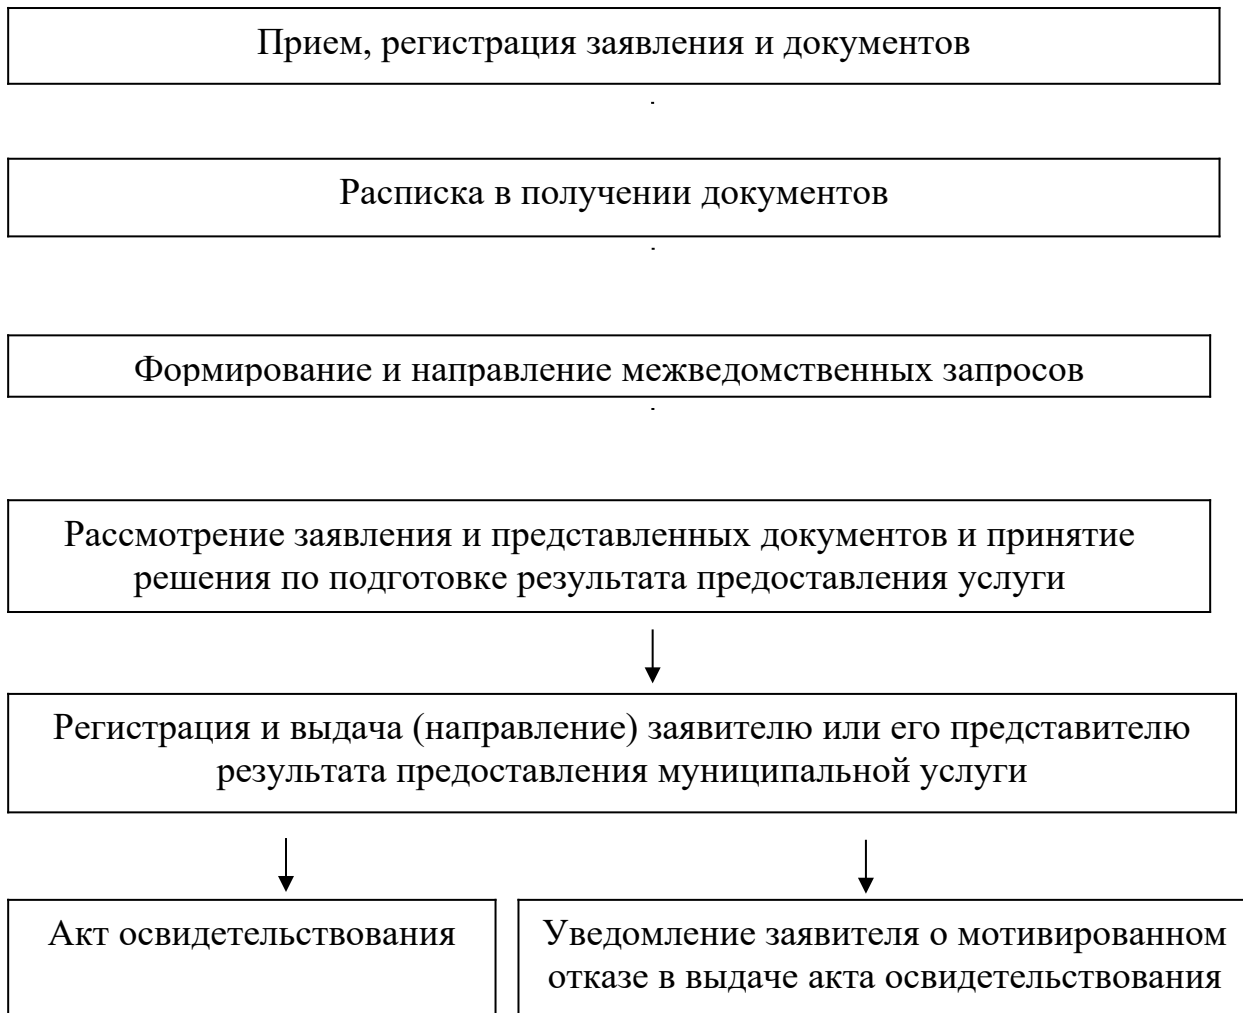 Прием, регистрация заявления и документов
Расписка в получении документов
Формирование и направление межведомственных запросов
Рассмотрение заявления и представленных документов и принятие
решения по подготовке результата предоставления услуги
Регистрация и выдача (направление) заявителю или его представителю
результата предоставления муниципальной услуги
Акт освидетельствования
Уведомление заявителя о мотивированном
отказе в выдаче акта освидетельствования